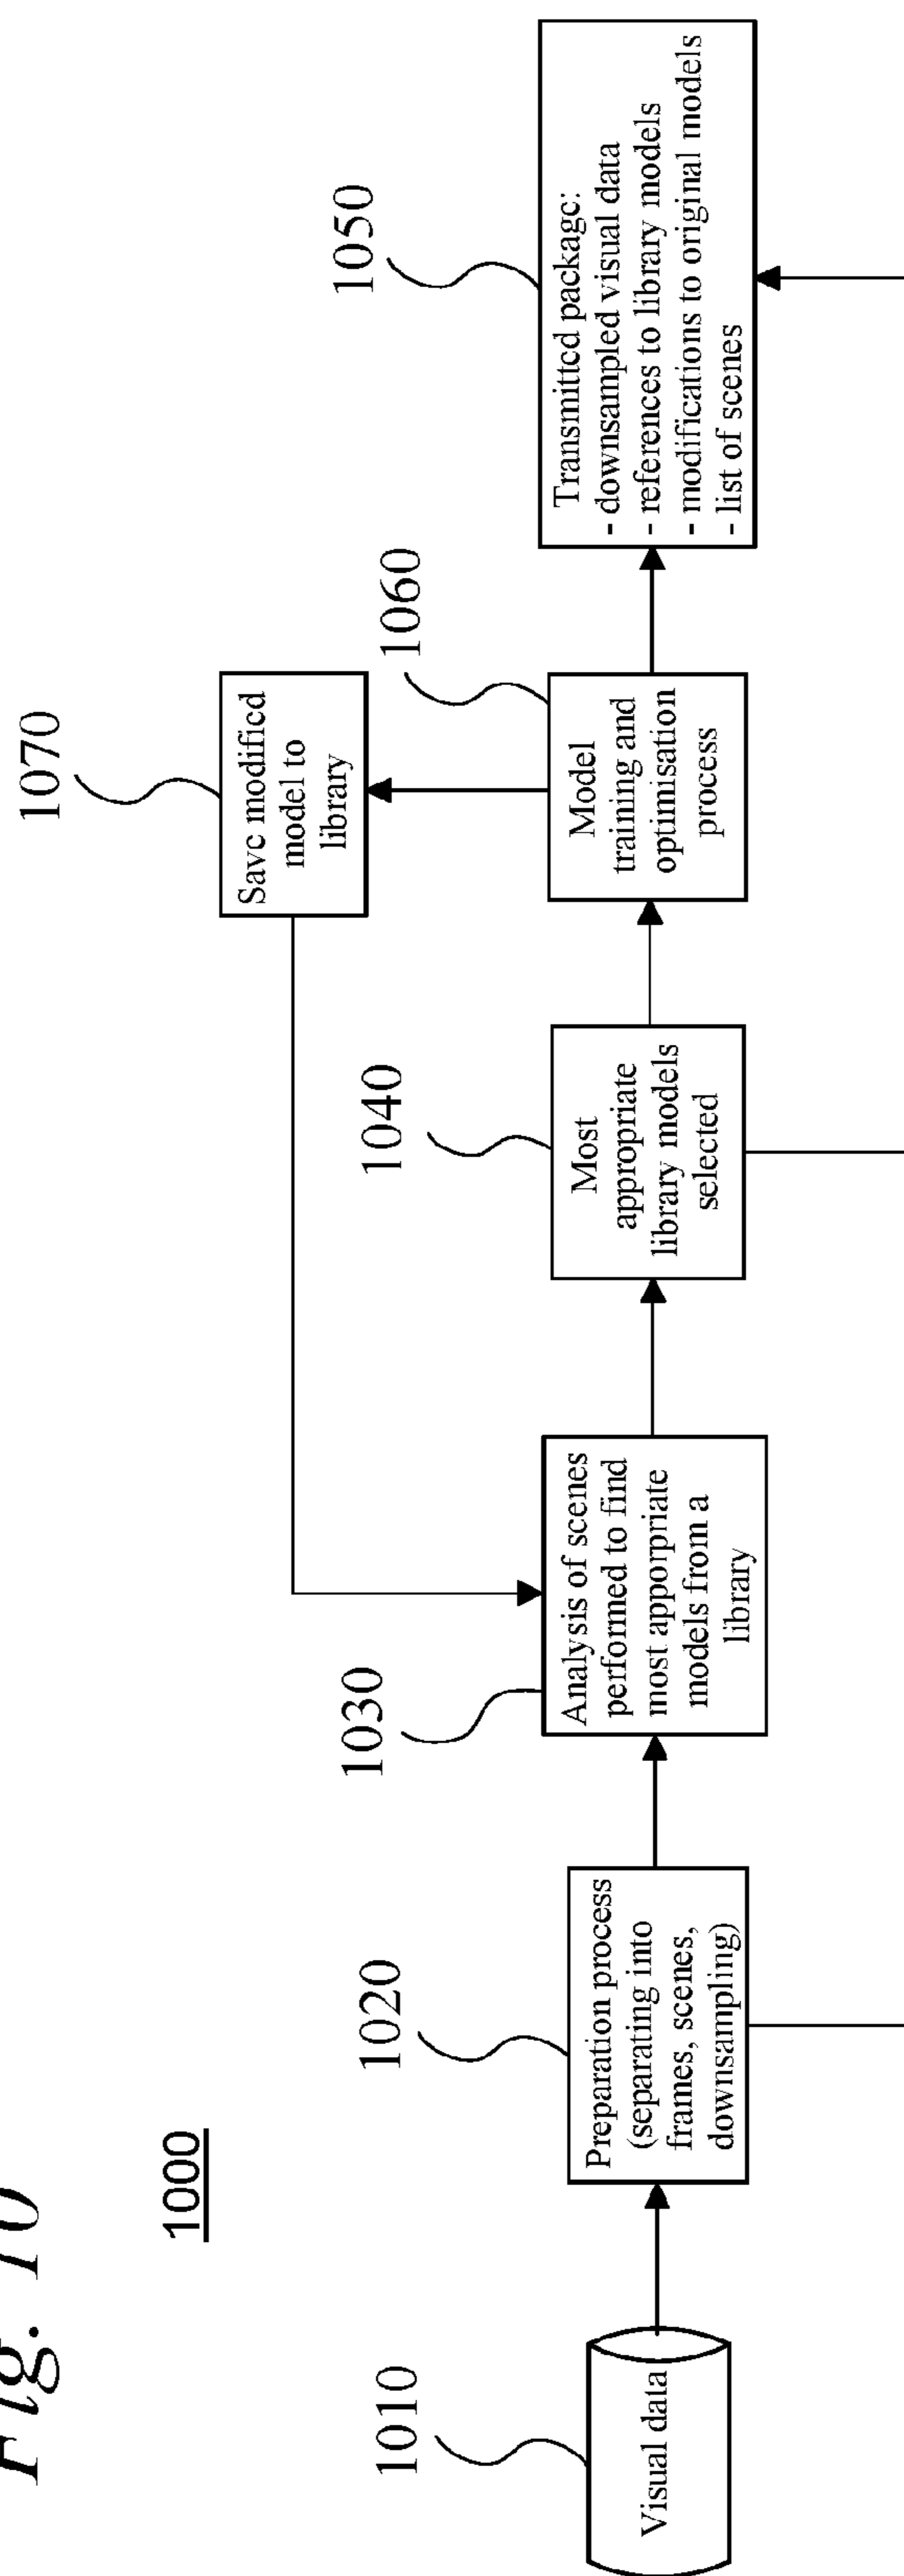 Fig. 10
1000
1010
Visual data
1020
Preparation process
(separating into
frames, scenes,
downsampling)
1030
Analysis of scenes
performed to find
most apporpriate
models from a
library
1040
Most
appropriate
library models
selected
1060
Model
training and
optimisation
process
1070
Save modified
model to
library
1050
Transmitted package:
- downsampled visual data
- references to library models
- modifications to original models
- list of scenes